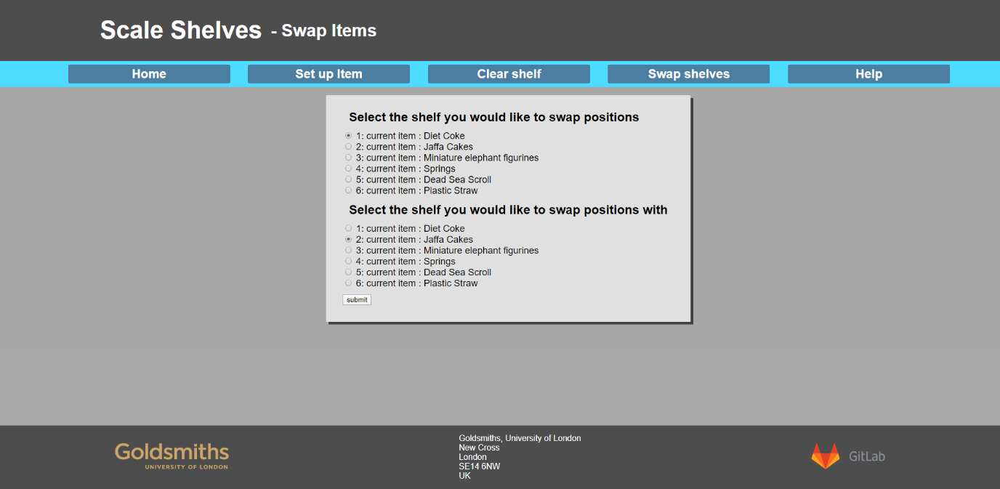 Scale Shelves - Swap Items
Home Set up Item Clear shelf Swap shelves Help
Select the shelf you would like to swap positions
1: current item : Diet Coke
2: current item : Jaffa Cakes
3: current item : Miniature elephant figurines
4: current item : Springs
5: current item : Dead Sea Scroll
6: current item : Plastic Straw
Select the shelf you would like to swap positions with
1: current item : Diet Coke
2: current item : Jaffa Cakes
3: current item : Miniature elephant figurines
4: current item : Springs
5: current item : Dead Sea Scroll
6: current item : Plastic Straw
submit
Goldsmiths
UNIVERSITY OF LONDON
Goldsmiths, University of London
New Cross
London
SE14 6NW
UK
GitLab